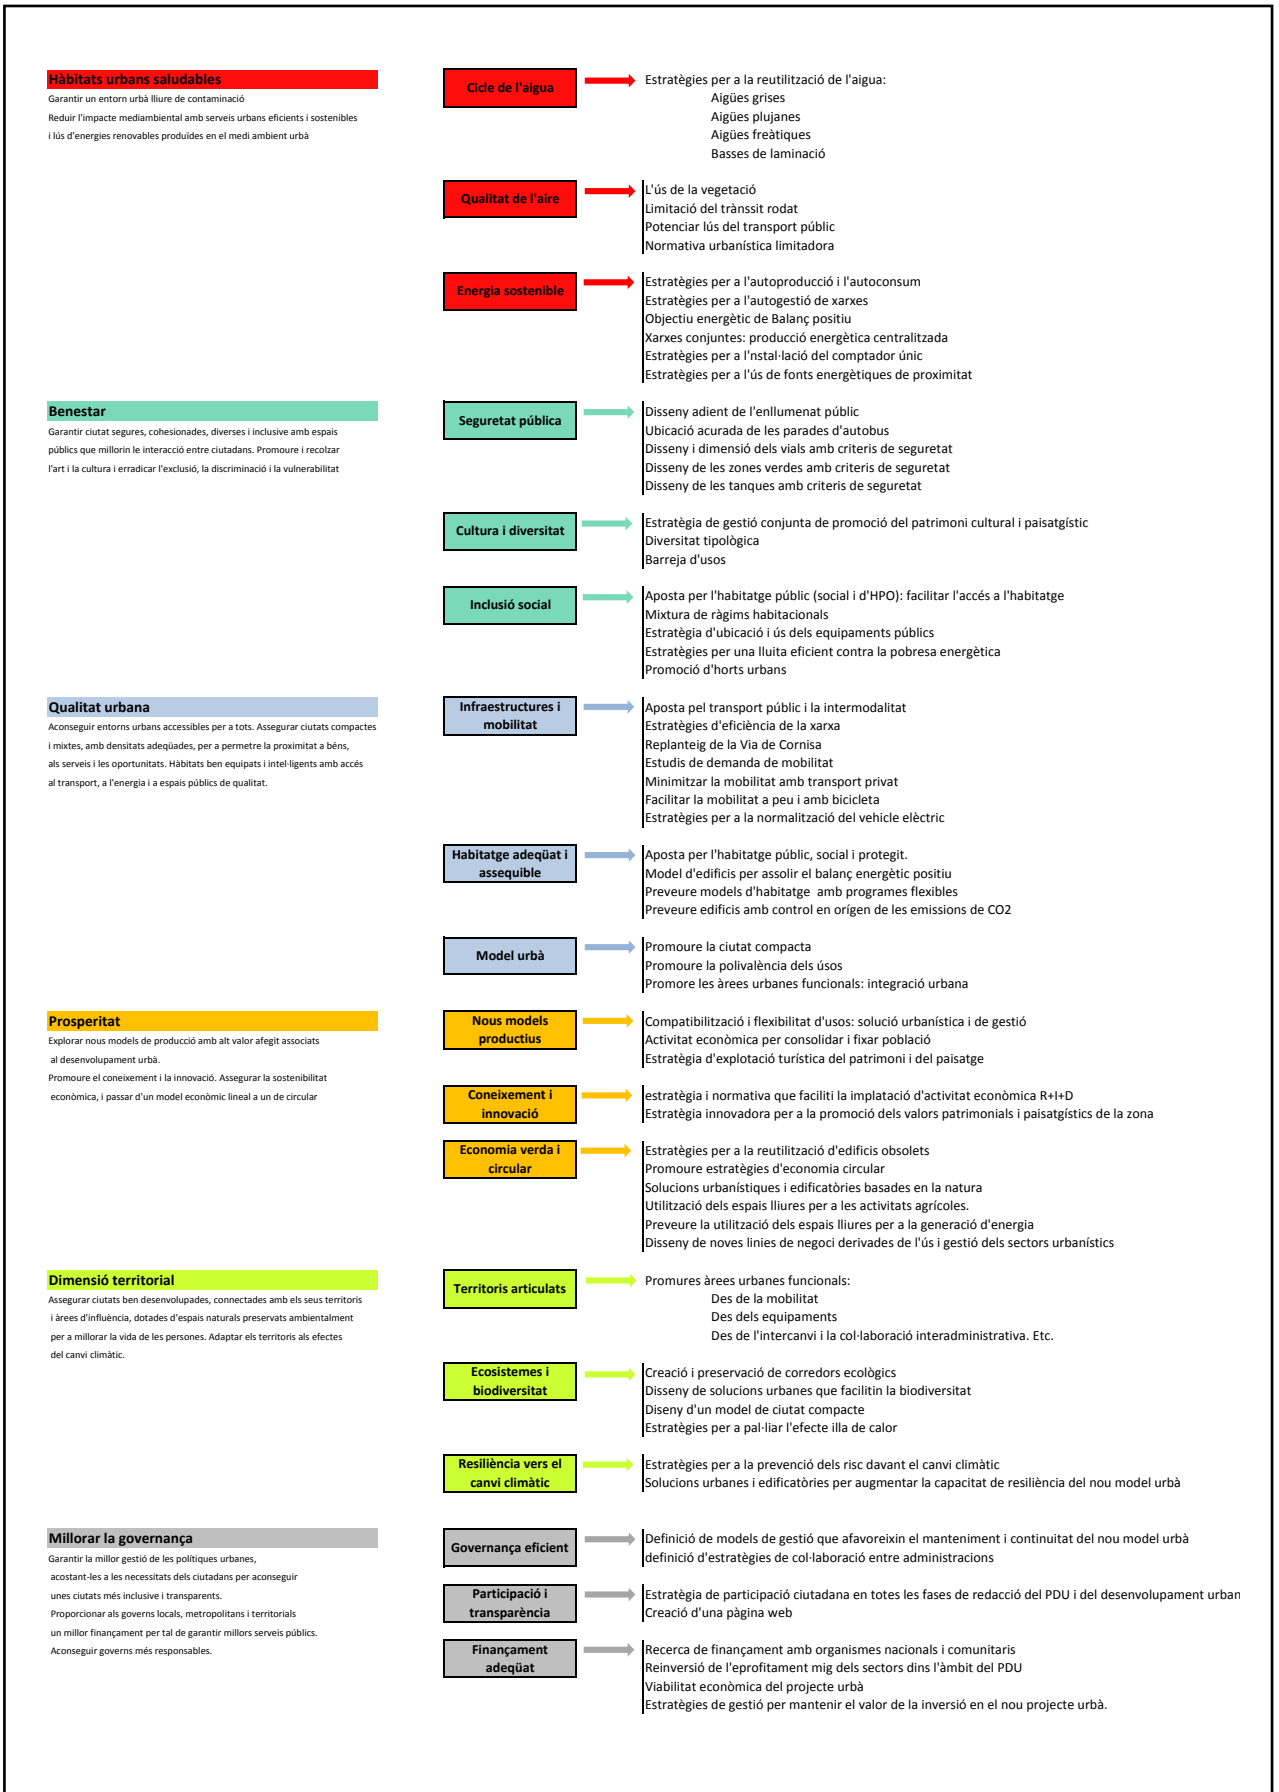 Hàbitats urbans saludables
Garantir un entorn urbà lliure de contaminació
Reduir l'impacte mediambental amb serveis urbans eficients i sostenibles
i lús d'energies renovables produïdes en el medi ambient urbà
Cicle de l'aigua
Estratègies per a la reutilització de l'aigua:
Aigües grises
Aigües plujanes
Aigües freàtiques
Basses de laminació
Qualitat de l'aire
L'ús de la vegetació
Limitació del trànssit rodat
Potenciar lús del transport públic
Normativa urbanística limitadora
Energia sostenible
Estratègies per a l'autoproducció i l'autoconsum
Estratègies per a l'autogestió de xarxes
Objectiu energètic de Balanç positiu
Xarxes conjuntes: producció energètica centralitzada
Estratègies per a l'nstal·lació del comptador únic
Estratègies per a l'ús de fonts energètiques de proximitat
Benestar
Garantir ciutat segures, cohesionades, diverses i inclusive amb espais
públics que millorin le interacció entre ciutadans. Promoure i recolzar
l'art i la cultura i erradicar l'exclusió, la discriminació i la vulnerabilitat
Seguretat pública
Disseny adient de l'enllumenat públic
Ubicació acurada de les parades d'autobus
Disseny i dimensió dels vials amb criteris de seguretat
Disseny de les zones verdes amb criteris de seguretat
Disseny de les tanques amb criteris de seguretat
Cultura i diversitat
Estratègia de gestió conjunta de promoció del patrimoni cultural i paisatgístic
Diversitat tipològica
Barreja d'usos
Inclusió social
Aposta per l'habitatge públic (social i d'HPO): facilitar l'accés a l'habitatge
Mixtura de ràgims habitacionals
Estratègia d'ubicació i ús dels equipaments públics
Estratègies per una lluita eficient contra la pobresa energètica
Promoció d'horts urbans
Qualitat urbana
Aconseguir entorns urbans accessibles per a tots. Assegurar ciutats compactes
i mixtes, amb densitats adeqüades, per a permetre la proximitat a béns,
als serveis i les oportunitats. Hàbitats ben equipats i intel·ligents amb accés
al transport, a l'energia i a espais públics de qualitat.
Infraestructures i
mobilitat
Aposta pel transport públic i la intermodalitat
Estratègies d'eficiència de la xarxa
Replanteig de la Via de Cornisa
Estudis de demanda de mobilitat
Minimitzar la mobilitat amb transport privat
Facilitar la mobilitat a peu i amb bicicleta
Estratègies per a la normalització del vehicle elèctric
Habitatge adeqüat i
assequible
Aposta per l'habitatge públic, social i protegit.
Model d'edificis per assolir el balanç energètic positiu
Preveure models d'habitatge  amb programes flexibles
Preveure edificis amb control en orígen de les emissions de CO2
Model urbà
Promoure la ciutat compacta
Promoure la polivalència dels úsos
Promore les àrees urbanes funcionals: integració urbana
Prosperitat
Explorar nous models de producció amb alt valor afegit associats
al desenvolupament urbà.
Promoure el coneixement i la innovació. Assegurar la sostenibilitat
econòmica, i passar d'un model econòmic lineal a un de circular
Nous models
productius
Compatibilització i flexibilitat d'usos: solució urbanística i de gestió
Activitat econòmica per consolidar i fixar població
Estratègia d'explotació turística del patrimoni i del paisatge
Coneixement i
innovació
estratègia i normativa que faciliti la implatació d'activitat econòmica R+I+D
Estratègia innovadora per a la promoció dels valors patrimonials i paisatgístics de la zona
Economia verda i
circular
Estratègies per a la reutilització d'edificis obsolets
Promoure estratègies d'economia circular
Solucions urbanístiques i edificatòries basades en la natura
Utilització dels espais lliures per a les activitats agrícoles.
Preveure la utilització dels espais lliures per a la generació d'energia
Disseny de noves linies de negoci derivades de l'ús i gestió dels sectors urbanístics
Dimensió territorial
Assegurar ciutats ben desenvolupades, connectades amb els seus territoris
i àrees d'influència, dotades d'espais naturals preservats ambientalment
per a millorar la vida de les persones. Adaptar els territoris als efectes
del canvi climàtic.
Territoris articulats
Promures àrees urbanes funcionals:
Des de la mobilitat
Des dels equipaments
Des de l'intercanvi i la col·laboració interadministrativa. Etc.
Ecosistemes i
biodiversitat
Creació i preservació de corredors ecològics
Disseny de solucions urbanes que facilitin la biodiversitat
Diseny d'un model de ciutat compacte
Estratègies per a pal·liar l'efecte illa de calor
Resiliència vers el
canvi climàtic
Estratègies per a la prevenció dels risc davant el canvi climàtic
Solucions urbanes i edificatòries per augmentar la capacitat de resiliència del nou model urbà
Millorar la governança
Garantir la millor gestió de les polítiques urbanes,
acostant-les a les necessitats dels ciutadans per aconseguir
unes ciutats més inclusive i transparents.
Proporcionar als governs locals, metropolitans i territorials
un millor finançament per tal de garantir millors serveis públics.
Aconseguir governs més responsables.
Governança eficient
Definició de models de gestió que afavoreixin el manteniment i continuitat del nou model urbà
definició d'estratègies de col·laboració entre administracions
Participació i
transparència
Estratègia de participació ciutadana en totes les fases de redacció del PDU i del desenvolupament urban
Creació d'una pàgina web
Finançament
adeqüat
Recerca de finançament amb organismes nacionals i comunitaris
Reinversió de l'eprofitament mig dels sectors dins l'àmbit del PDU
Viabilitat econòmica del projecte urbà
Estratègies de gestió per mantenir el valor de la inversió en el nou projecte urbà.